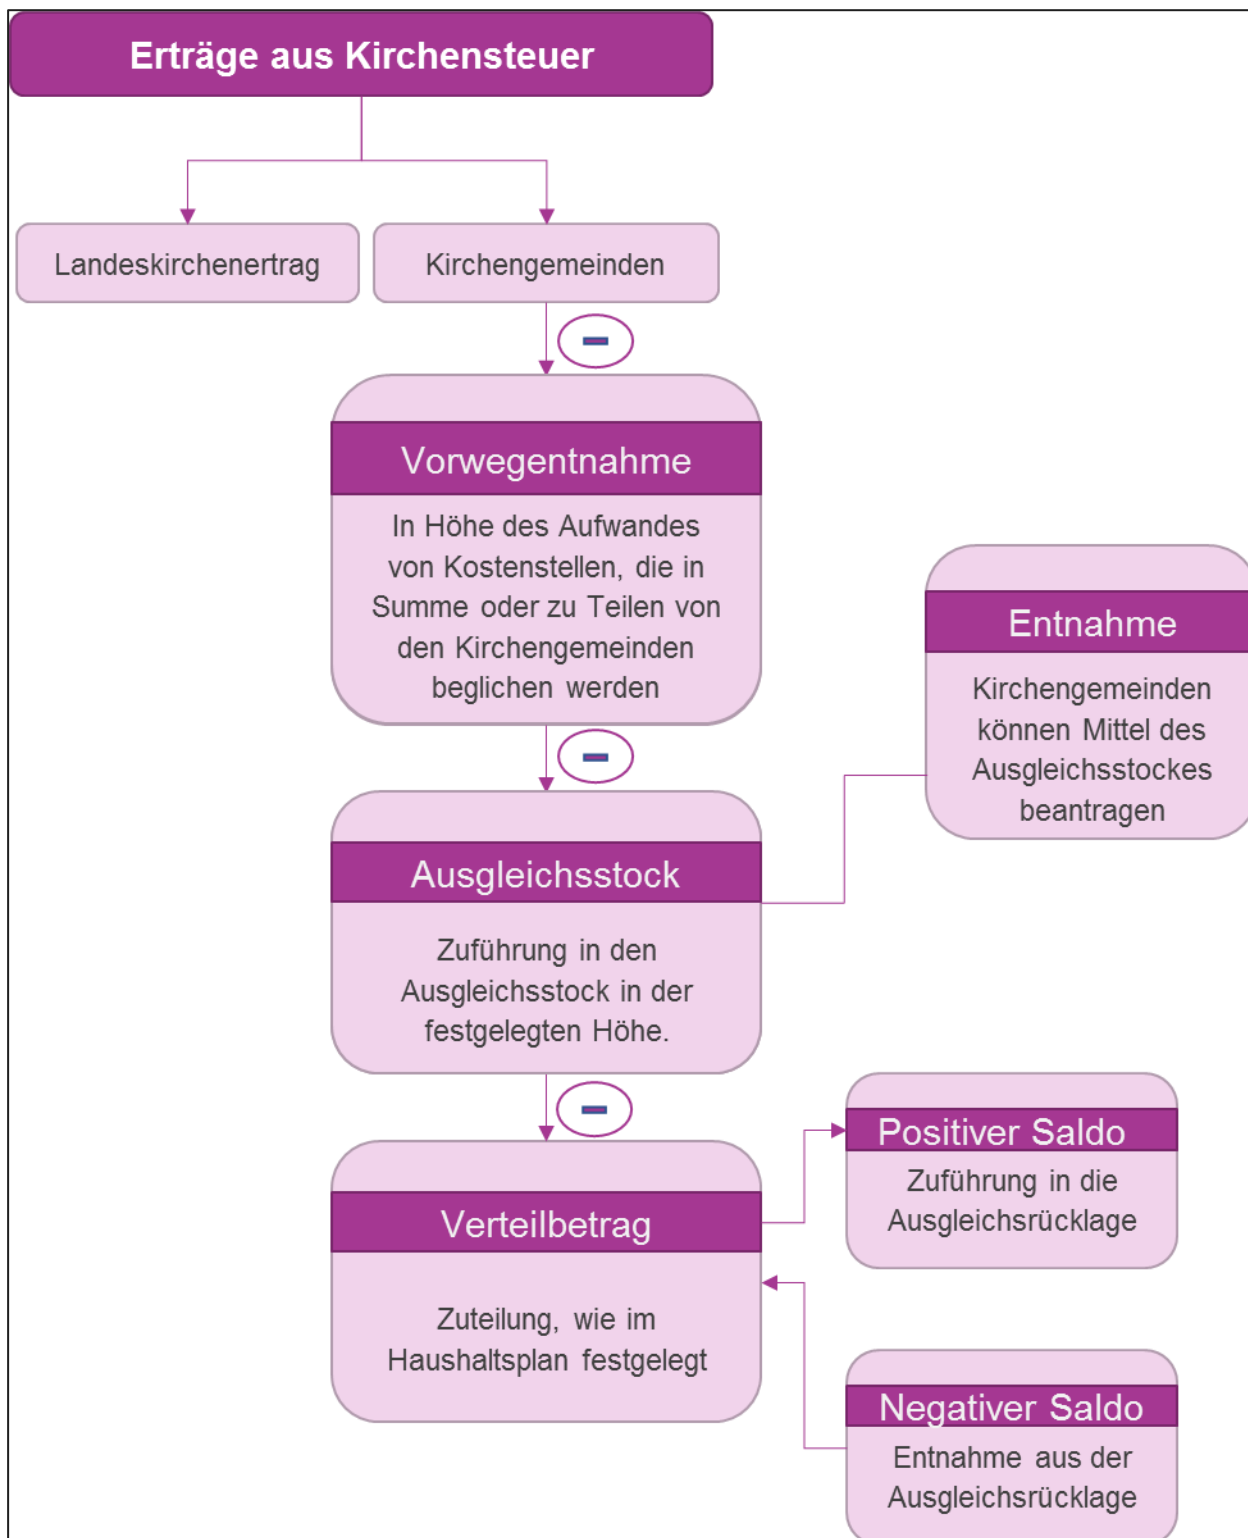 Erträge aus Kirchensteuer
Landeskirchenertrag
Kirchengemeinden
Vorwegentnahme
In Höhe des Aufwandes
von Kostenstellen, die in
Summe oder zu Teilen von
den Kirchengemeinden
beglichen werden
Entnahme
Kirchengemeinden
können Mittel des
Ausgleichsstockes
beantragen
Ausgleichsstock
Zuführung in den
Ausgleichsstock in der
festgelegten Höhe.
Positiver Saldo
Zuführung in die
Ausgleichsrücklage
Verteilbetrag
Zuteilung, wie im
Haushaltsplan festgelegt
Negativer Saldo
Entnahme aus der
Ausgleichsrücklage